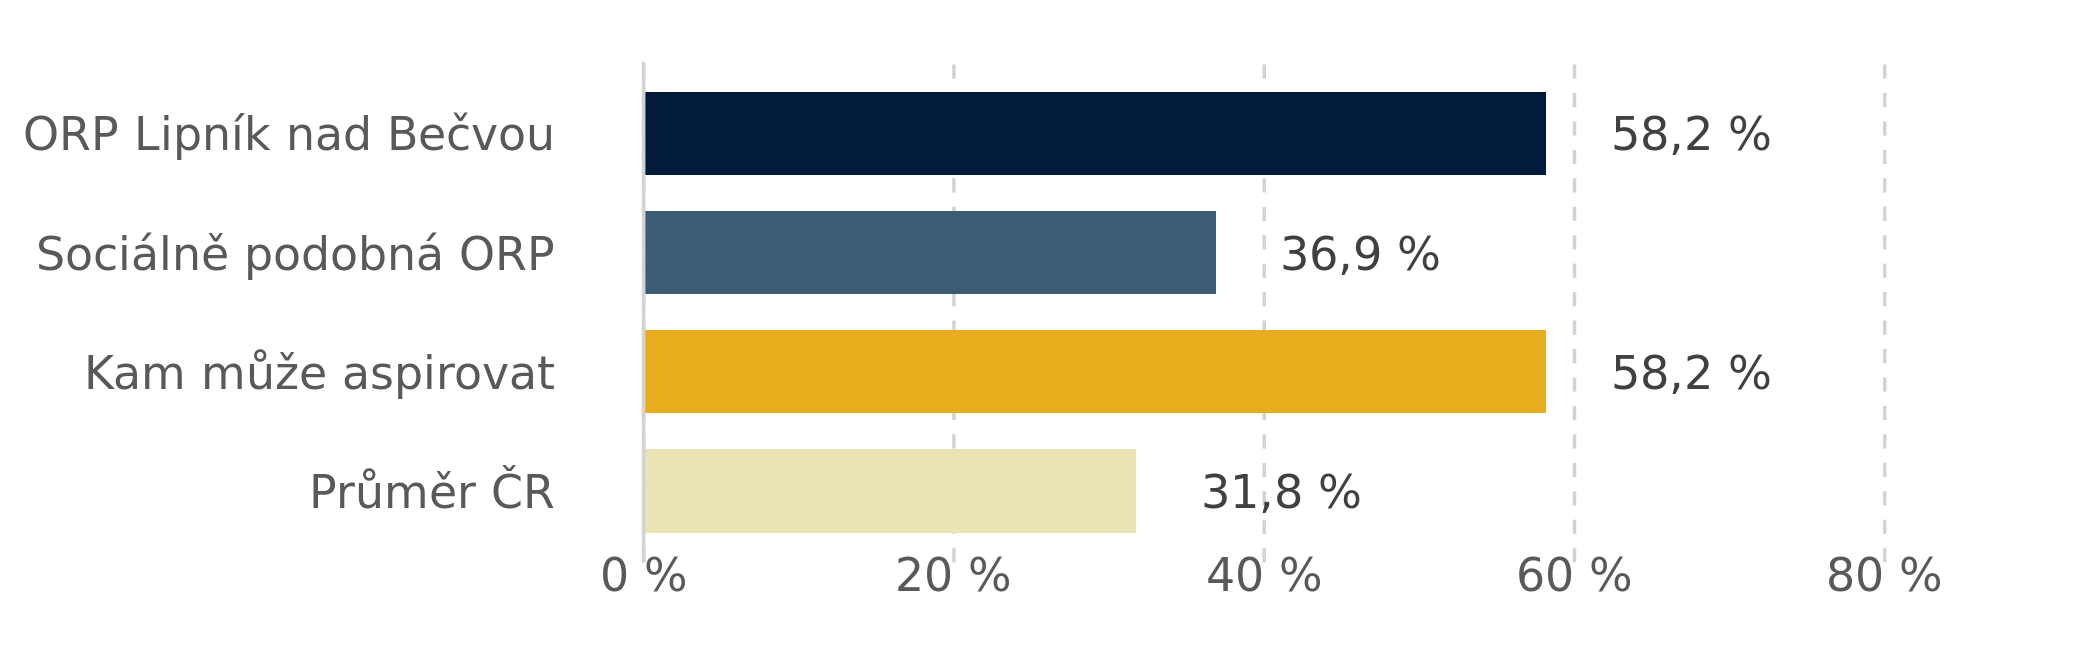 ORP Lipník nad Bečvou 58,2 %
Sociálně podobná ORP 36,9 %
Kam může aspirovat 58,2 %
Průměr ČR 31,8 %
0 % 20 % 40 % 60 % 80 %